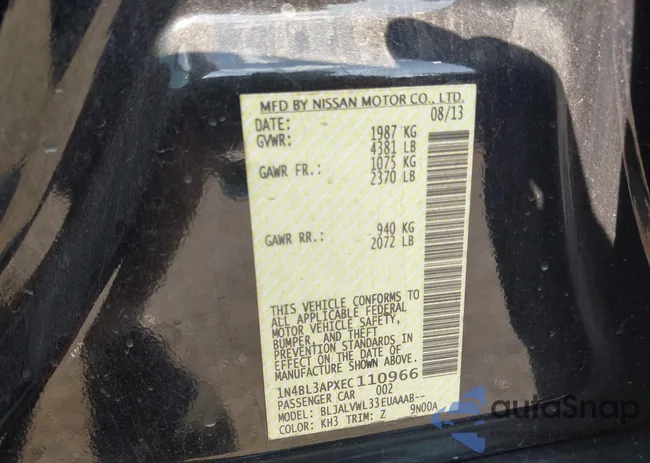 MFD BY NISSAN MOTOR CO., LTD.
DATE: 08/13
GVWR: 1987 KG
4381 LB
GAWR FR.: 1075 KG
2370 LB
GAWR RR.: 940 KG
2072 LB
THIS VEHICLE CONFORMS TO
ALL APPLICABLE FEDERAL
MOTOR VEHICLE SAFETY,
BUMPER, AND THEFT
PREVENTION STANDARDS IN
EFFECT ON THE DATE OF
MANUFACTURE SHOWN ABOVE.
1N4BL3APXEC110966
PASSENGER CAR 002
MODEL: BLJALVWL33EUAAAB--
COLOR: KH3 TRIM: Z 9N00A
autoSnap